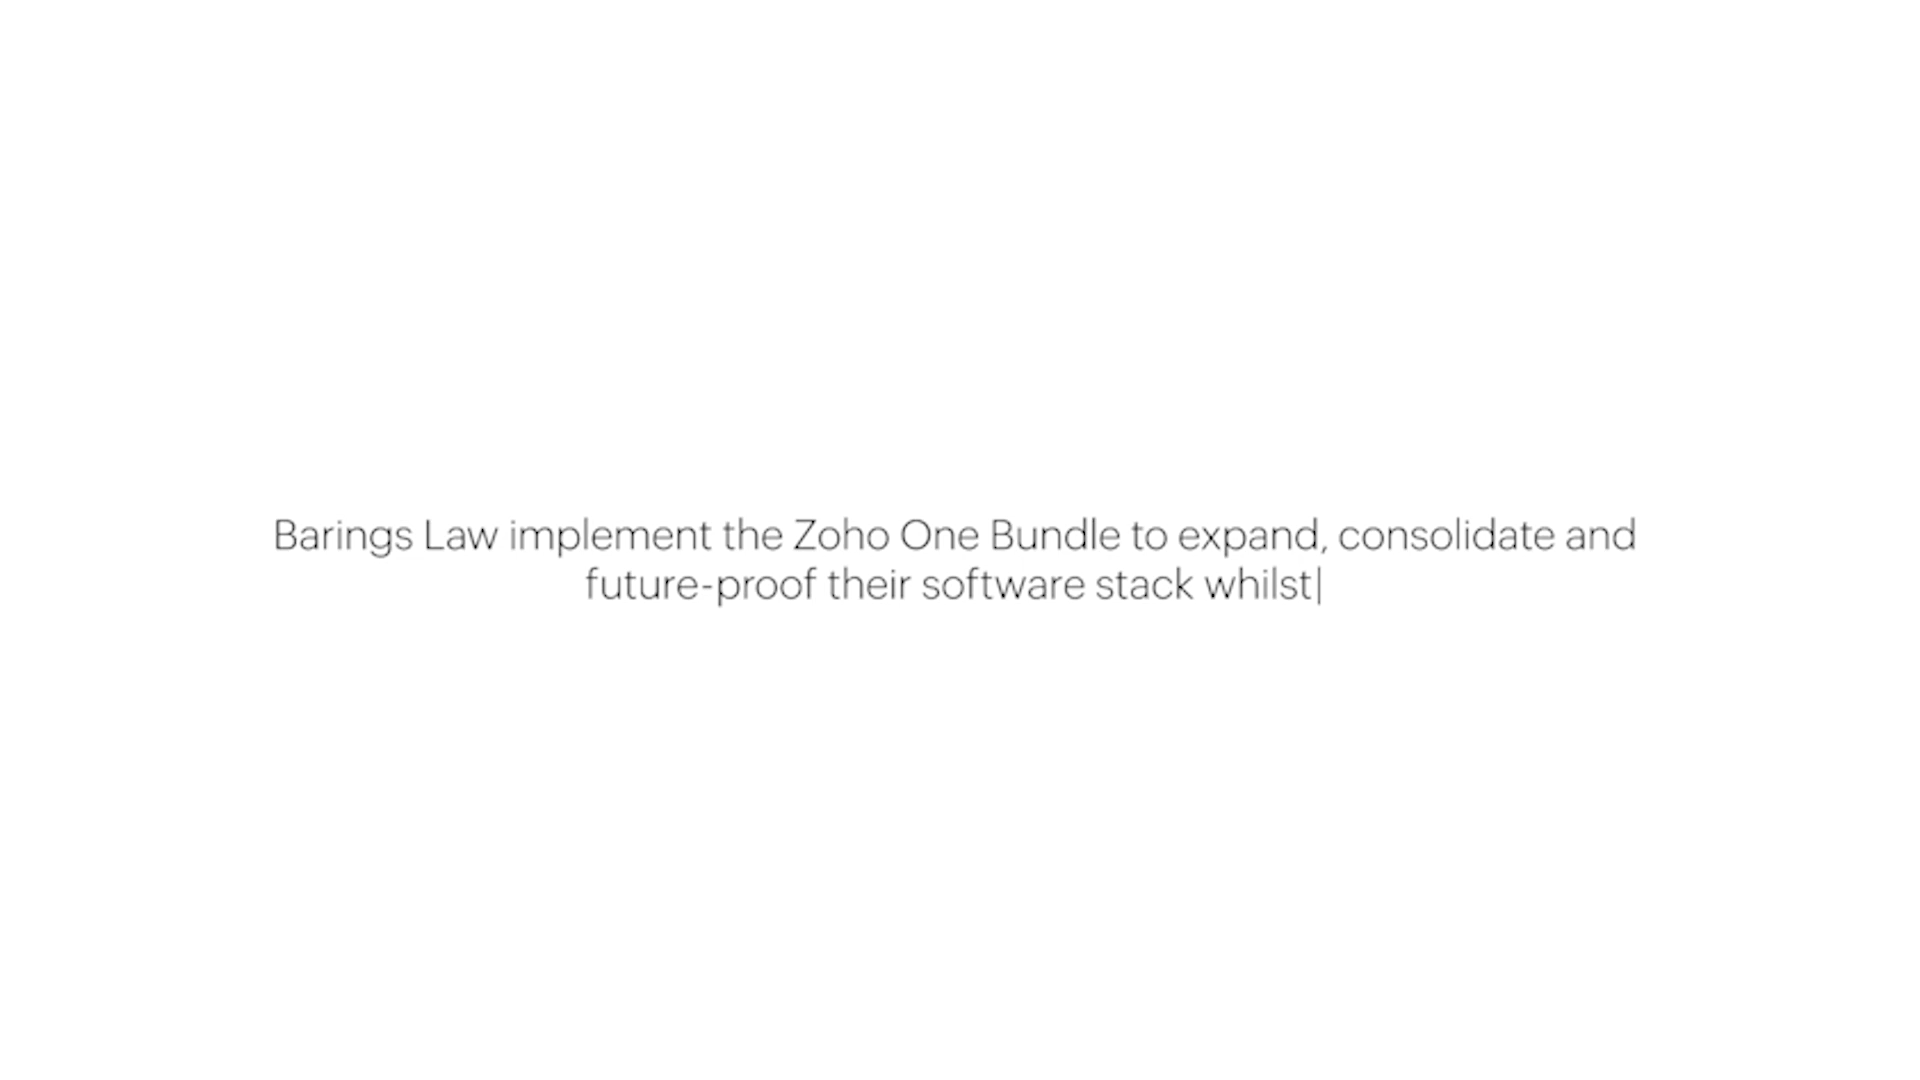 Barings Law implement the Zoho One Bundle to expand, consolidate and
future-proof their software stack whilst|